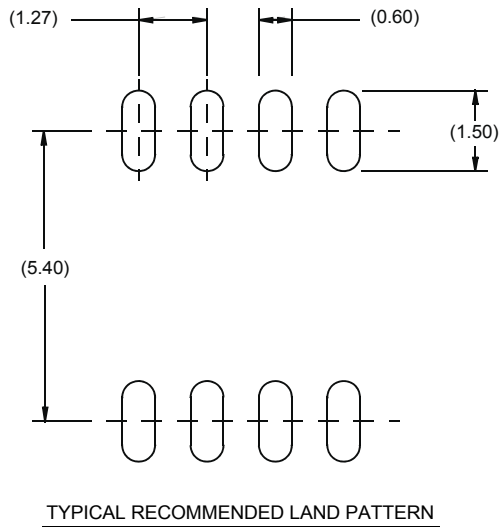 (1.27)
(0.60)
(1.50)
(5.40)
TYPICAL RECOMMENDED LAND PATTERN